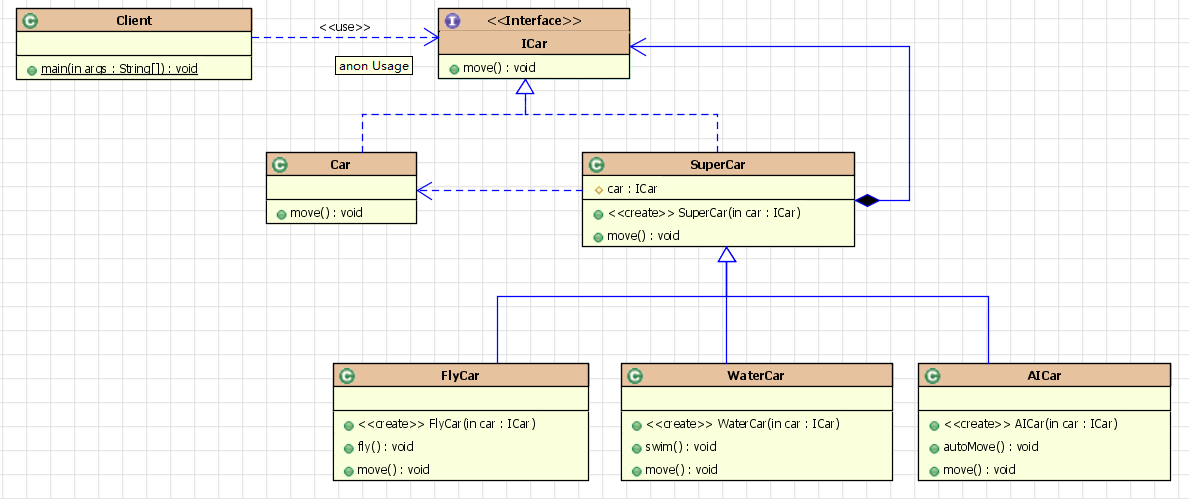 Client
main(in args : String[]) : void
<<use>>
anon Usage
I
<<Interface>>
ICar
move() : void
C
Car
move() : void
C
SuperCar
car : ICar
<<create>> SuperCar(in car : ICar)
move() : void
C
FlyCar
<<create>> FlyCar(in car : ICar)
fly() : void
move() : void
C
WaterCar
<<create>> WaterCar(in car : ICar)
swim() : void
move() : void
C
AICar
<<create>> AICar(in car : ICar)
autoMove() : void
move() : void